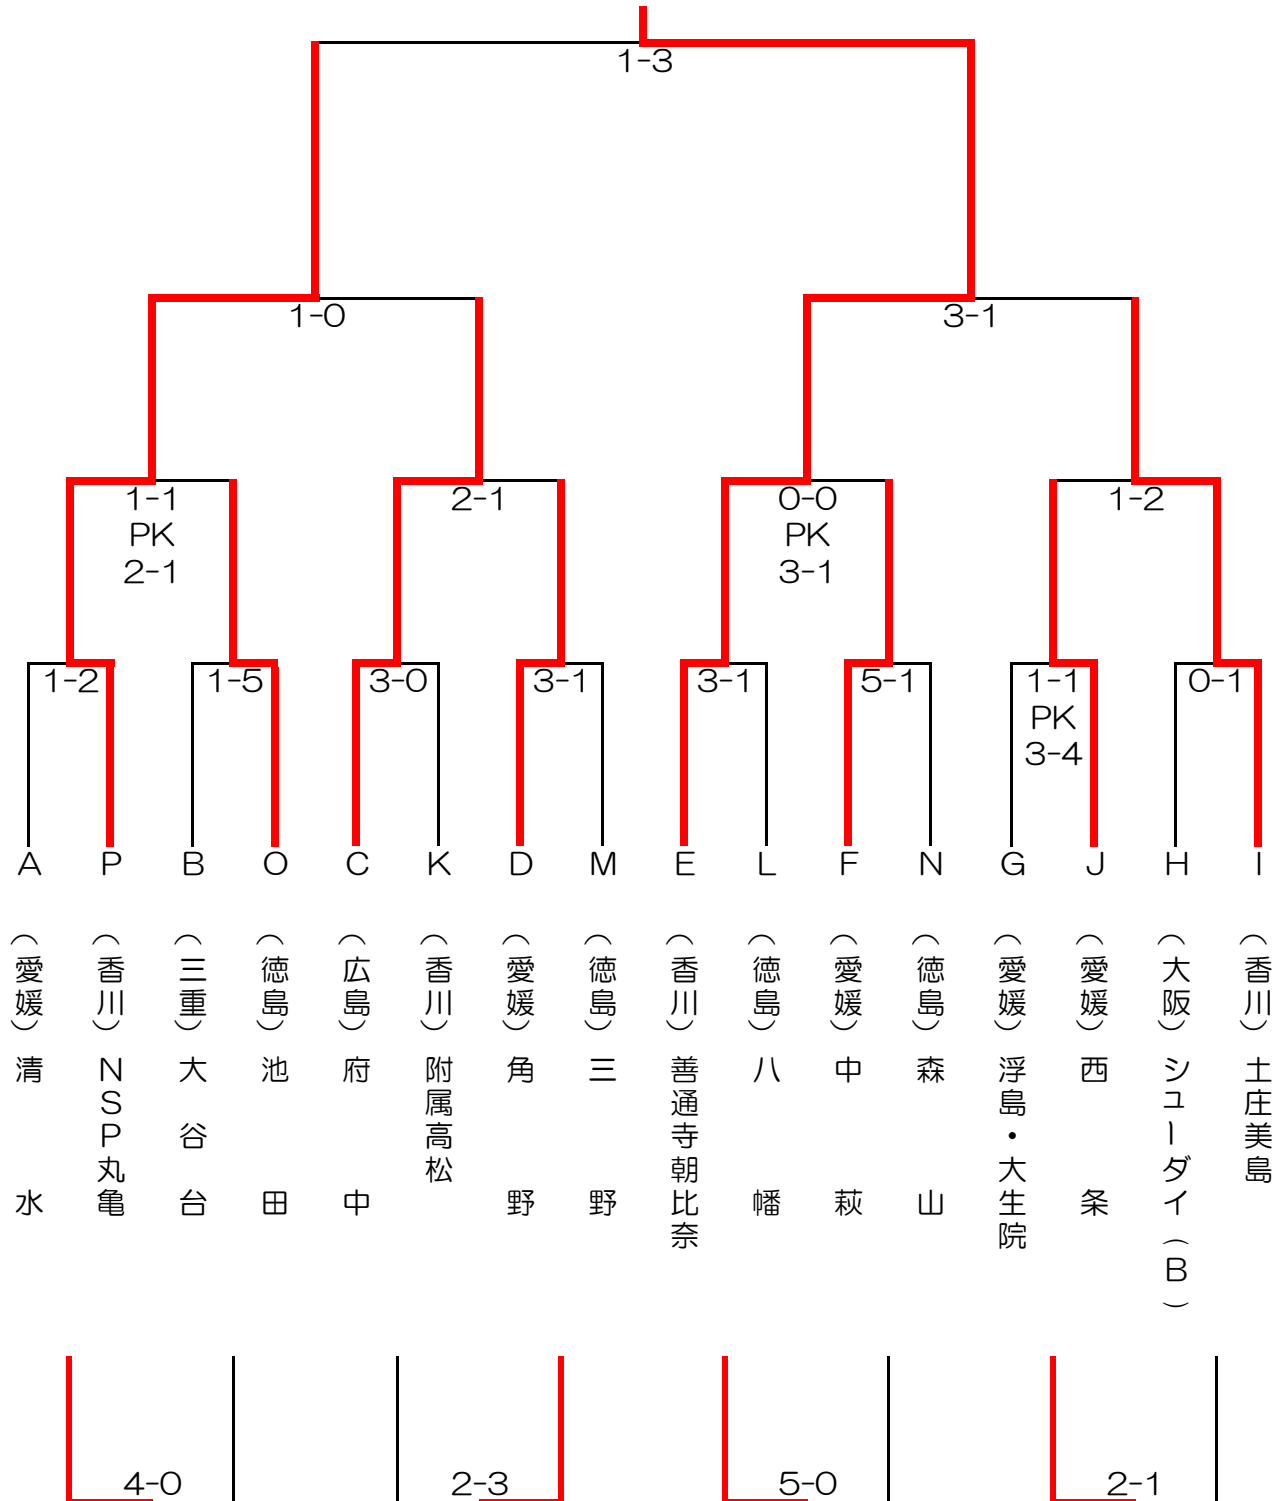 1-3
1-0
3-1
1-1
PK
2-1
2-1
0-0
PK
3-1
1-2
1-2
1-5
3-0
3-1
3-1
5-1
1-1
PK
3-4
0-1
A
P
B
O
C
K
D
M
E
L
F
N
G
J
H
I
（愛媛）清水
（香川）NSP丸亀
（三重）大谷台
（徳島）池田
（広島）府中
（香川）附属高松
（愛媛）角野
（徳島）三野
（香川）善通寺朝比奈
（徳島）八幡
（愛媛）中萩
（徳島）森山
（愛媛）浮島・大生院
（愛媛）西条
（大阪）シューダイ（B）
（香川）土庄美島
4-0
2-3
5-0
2-1